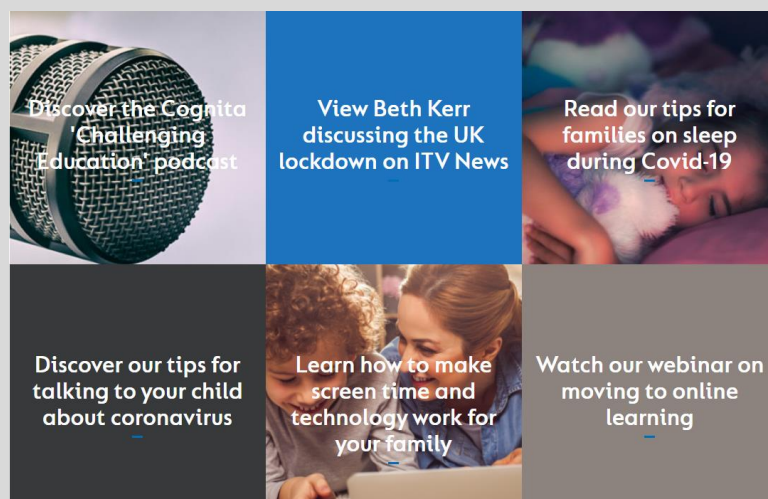 Discover the Cognita
'Challenging
Education' podcast
View Beth Kerr
discussing the UK
lockdown on ITV News
Read our tips for
families on sleep
during Covid-19
Discover our tips for
talking to your child
about coronavirus
Learn how to make
screen time and
technology work for
your family
Watch our webinar on
moving to online
learning